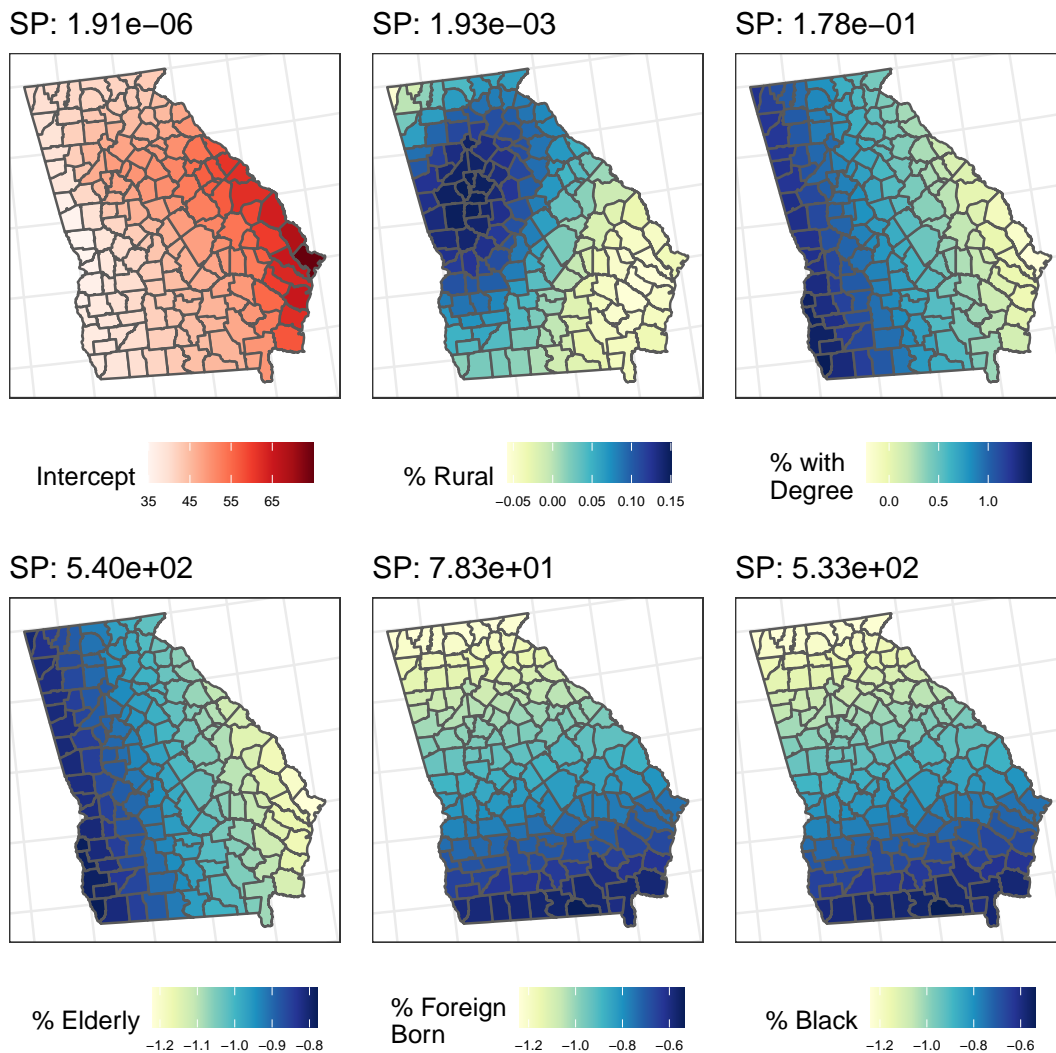 SP: 1.91e−06
SP: 1.93e−03
SP: 1.78e−01
Intercept
35 45 55 65
% Rural
−0.05 0.00 0.05 0.10 0.15
% with
Degree
0.0 0.5 1.0
SP: 5.40e+02
SP: 7.83e+01
SP: 5.33e+02
% Elderly
−1.2 −1.1 −1.0 −0.9 −0.8
% Foreign
Born
−1.2 −1.0 −0.8 −0.6
% Black
−1.2 −1.0 −0.8 −0.6